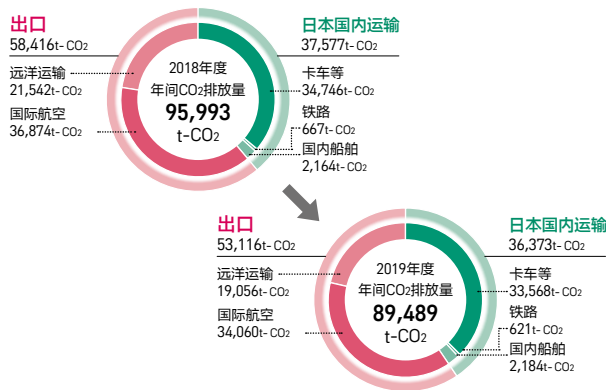 出口
58,416t-CO2
远洋运输
21,542t-CO2
国际航空
36,874t-CO2
2018年度
年间CO2排放量
95,993
t-CO2
日本国内运输
37,577t-CO2
卡车等
34,746t-CO2
铁路
667t-CO2
国内船舶
2,164t-CO2
出口
53,116t-CO2
远洋运输
19,056t-CO2
国际航空
34,060t-CO2
2019年度
年间CO2排放量
89,489
t-CO2
日本国内运输
36,373t-CO2
卡车等
33,568t-CO2
铁路
621t-CO2
国内船舶
2,184t-CO2